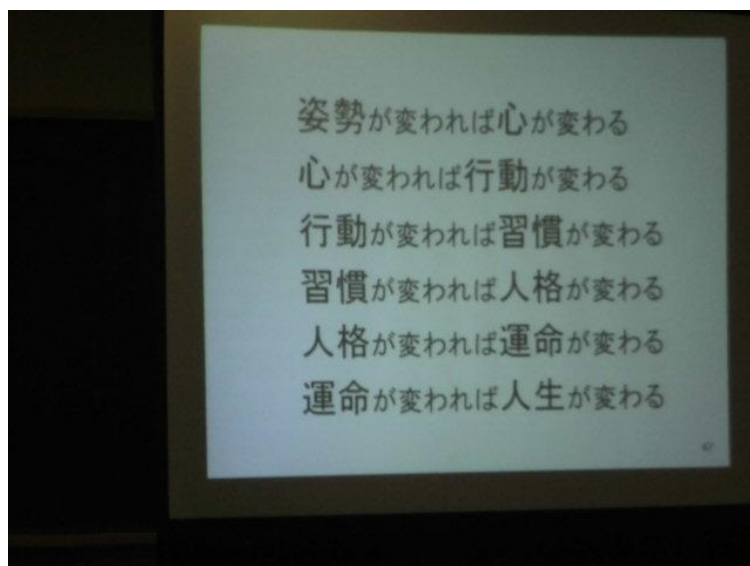 姿勢が変われば心が変わる
心が変われば行動が変わる
行動が変われば習慣が変わる
習慣が変われば人格が変わる
人格が変われば運命が変わる
運命が変われば人生が変わる